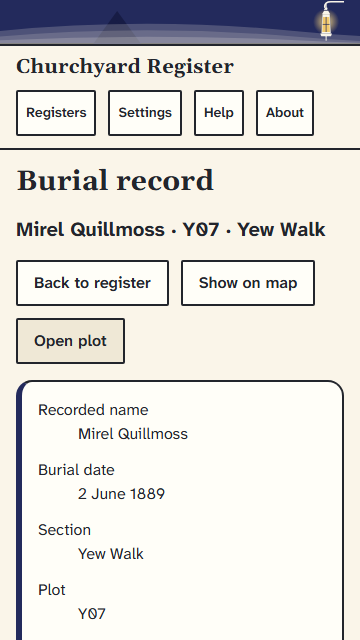 Churchyard Register
Registers Settings Help About
Burial record
Mirel Quillmoss · Y07 · Yew Walk
Back to register Show on map
Open plot
Recorded name
Mirel Quillmoss
Burial date
2 June 1889
Section
Yew Walk
Plot
Y07